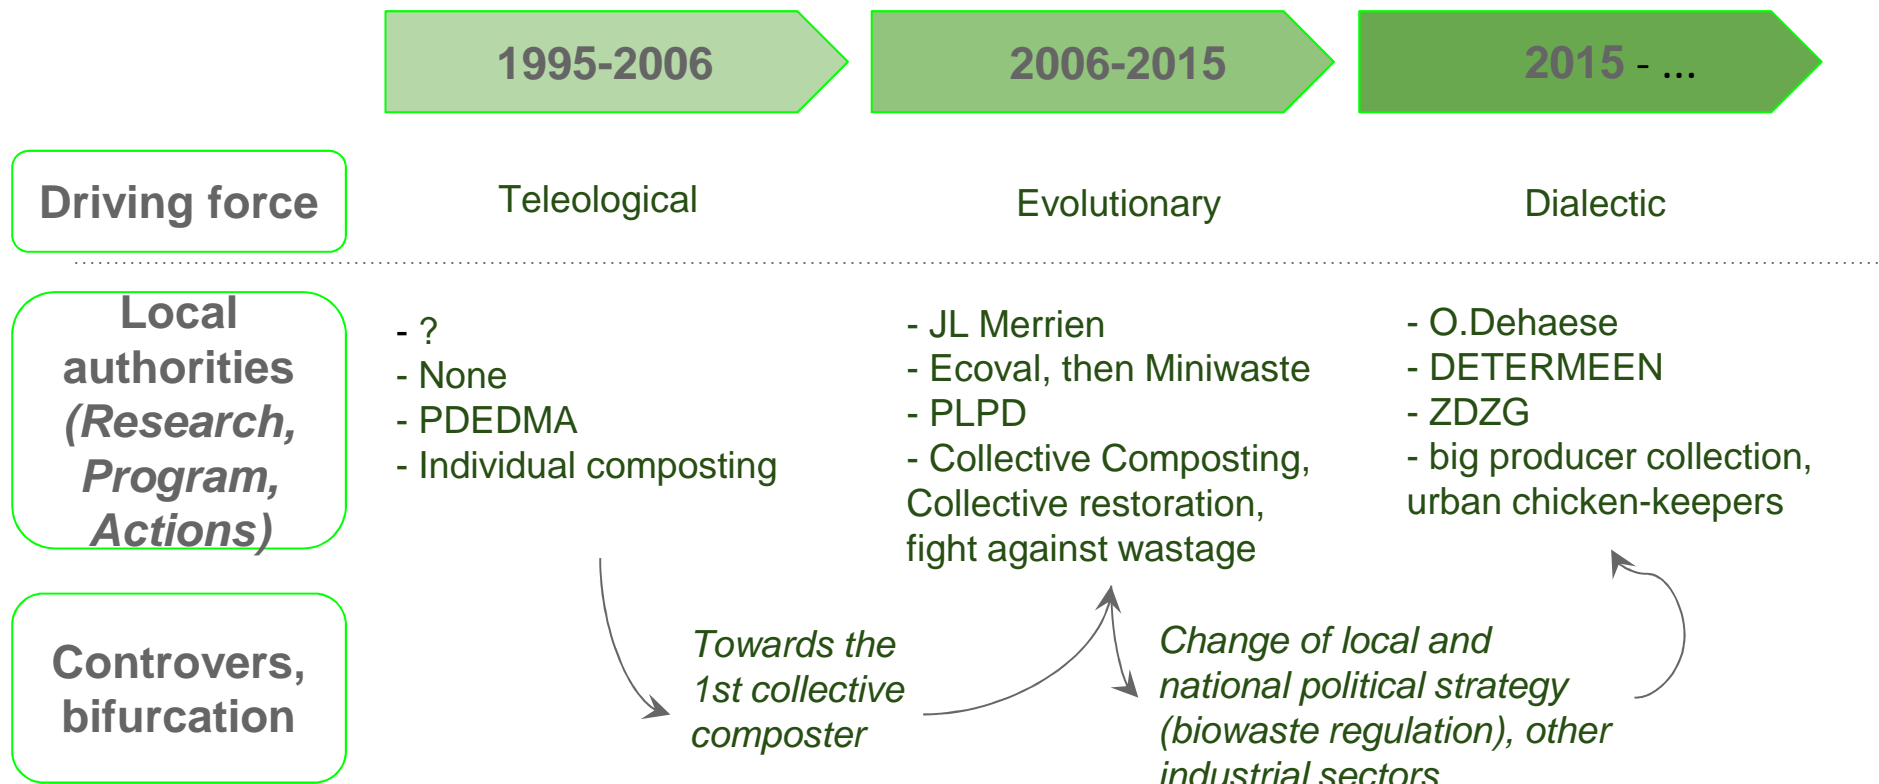 1995-2006
2006-2015
2015 - ...
Driving force
Teleological
Evolutionary
Dialectic
Local
authorities
(Research,
Program,
Actions)
- ?
- None
- PDEDMA
- Individual composting
- JL Merrien
- Ecoval, then Miniwaste
- PLPD
- Collective Composting,
Collective restoration,
fight against wastage
- O.Dehaese
- DETERMEEN
- ZDZG
- big producer collection,
urban chicken-keepers
Controvers,
bifurcation
Towards the
1st collective
composter
Change of local and
national political strategy
(biowaste regulation), other
industrial sectors